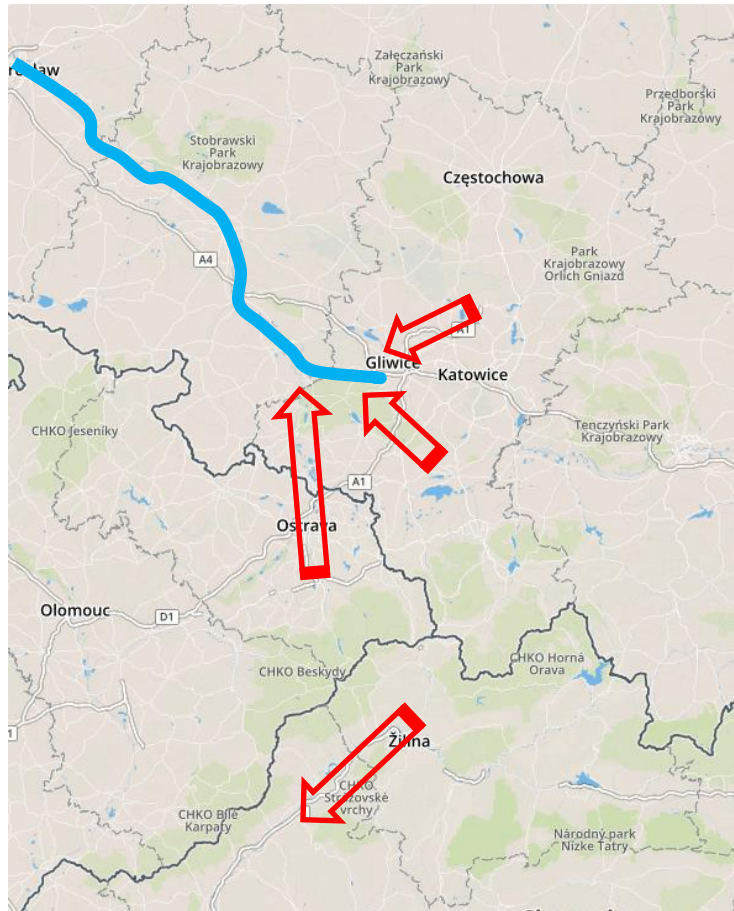 Załęczański
Park
Krajobrazowy
Przedborski
Park
Krajobrazowy
Stobrawski
Park
Krajobrazowy
Częstochowa
A4
Park
Krajobrazowy
Orlich Gniazd
A1
Gliwice
Katowice
CHKO Jeseníky
Tenczyński Park
Krajobrazowy
A1
Ostrava
Olomouc
D1
CHKO Beskydy
CHKO Horná
Orava
1
Žilina
CHKO
Strážovské
vrchy
CHKO Bílé
Karpaty
Národný park
Nízke Tatry